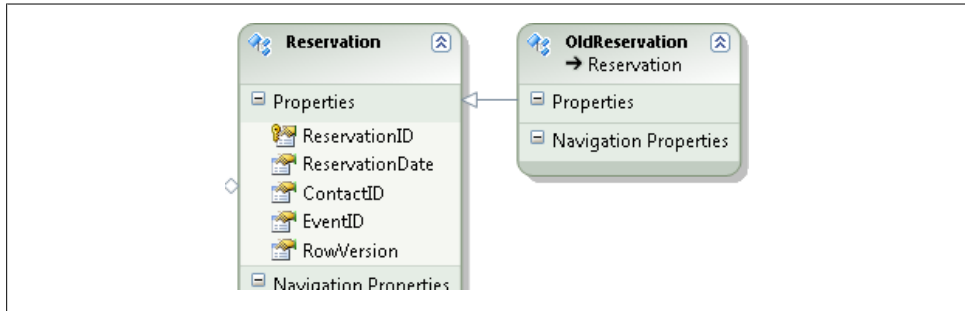 Reservation
Properties
ReservationID
ReservationDate
ContactID
EventID
RowVersion
Navigation Properties
OldReservation
➔ Reservation
Properties
Navigation Properties